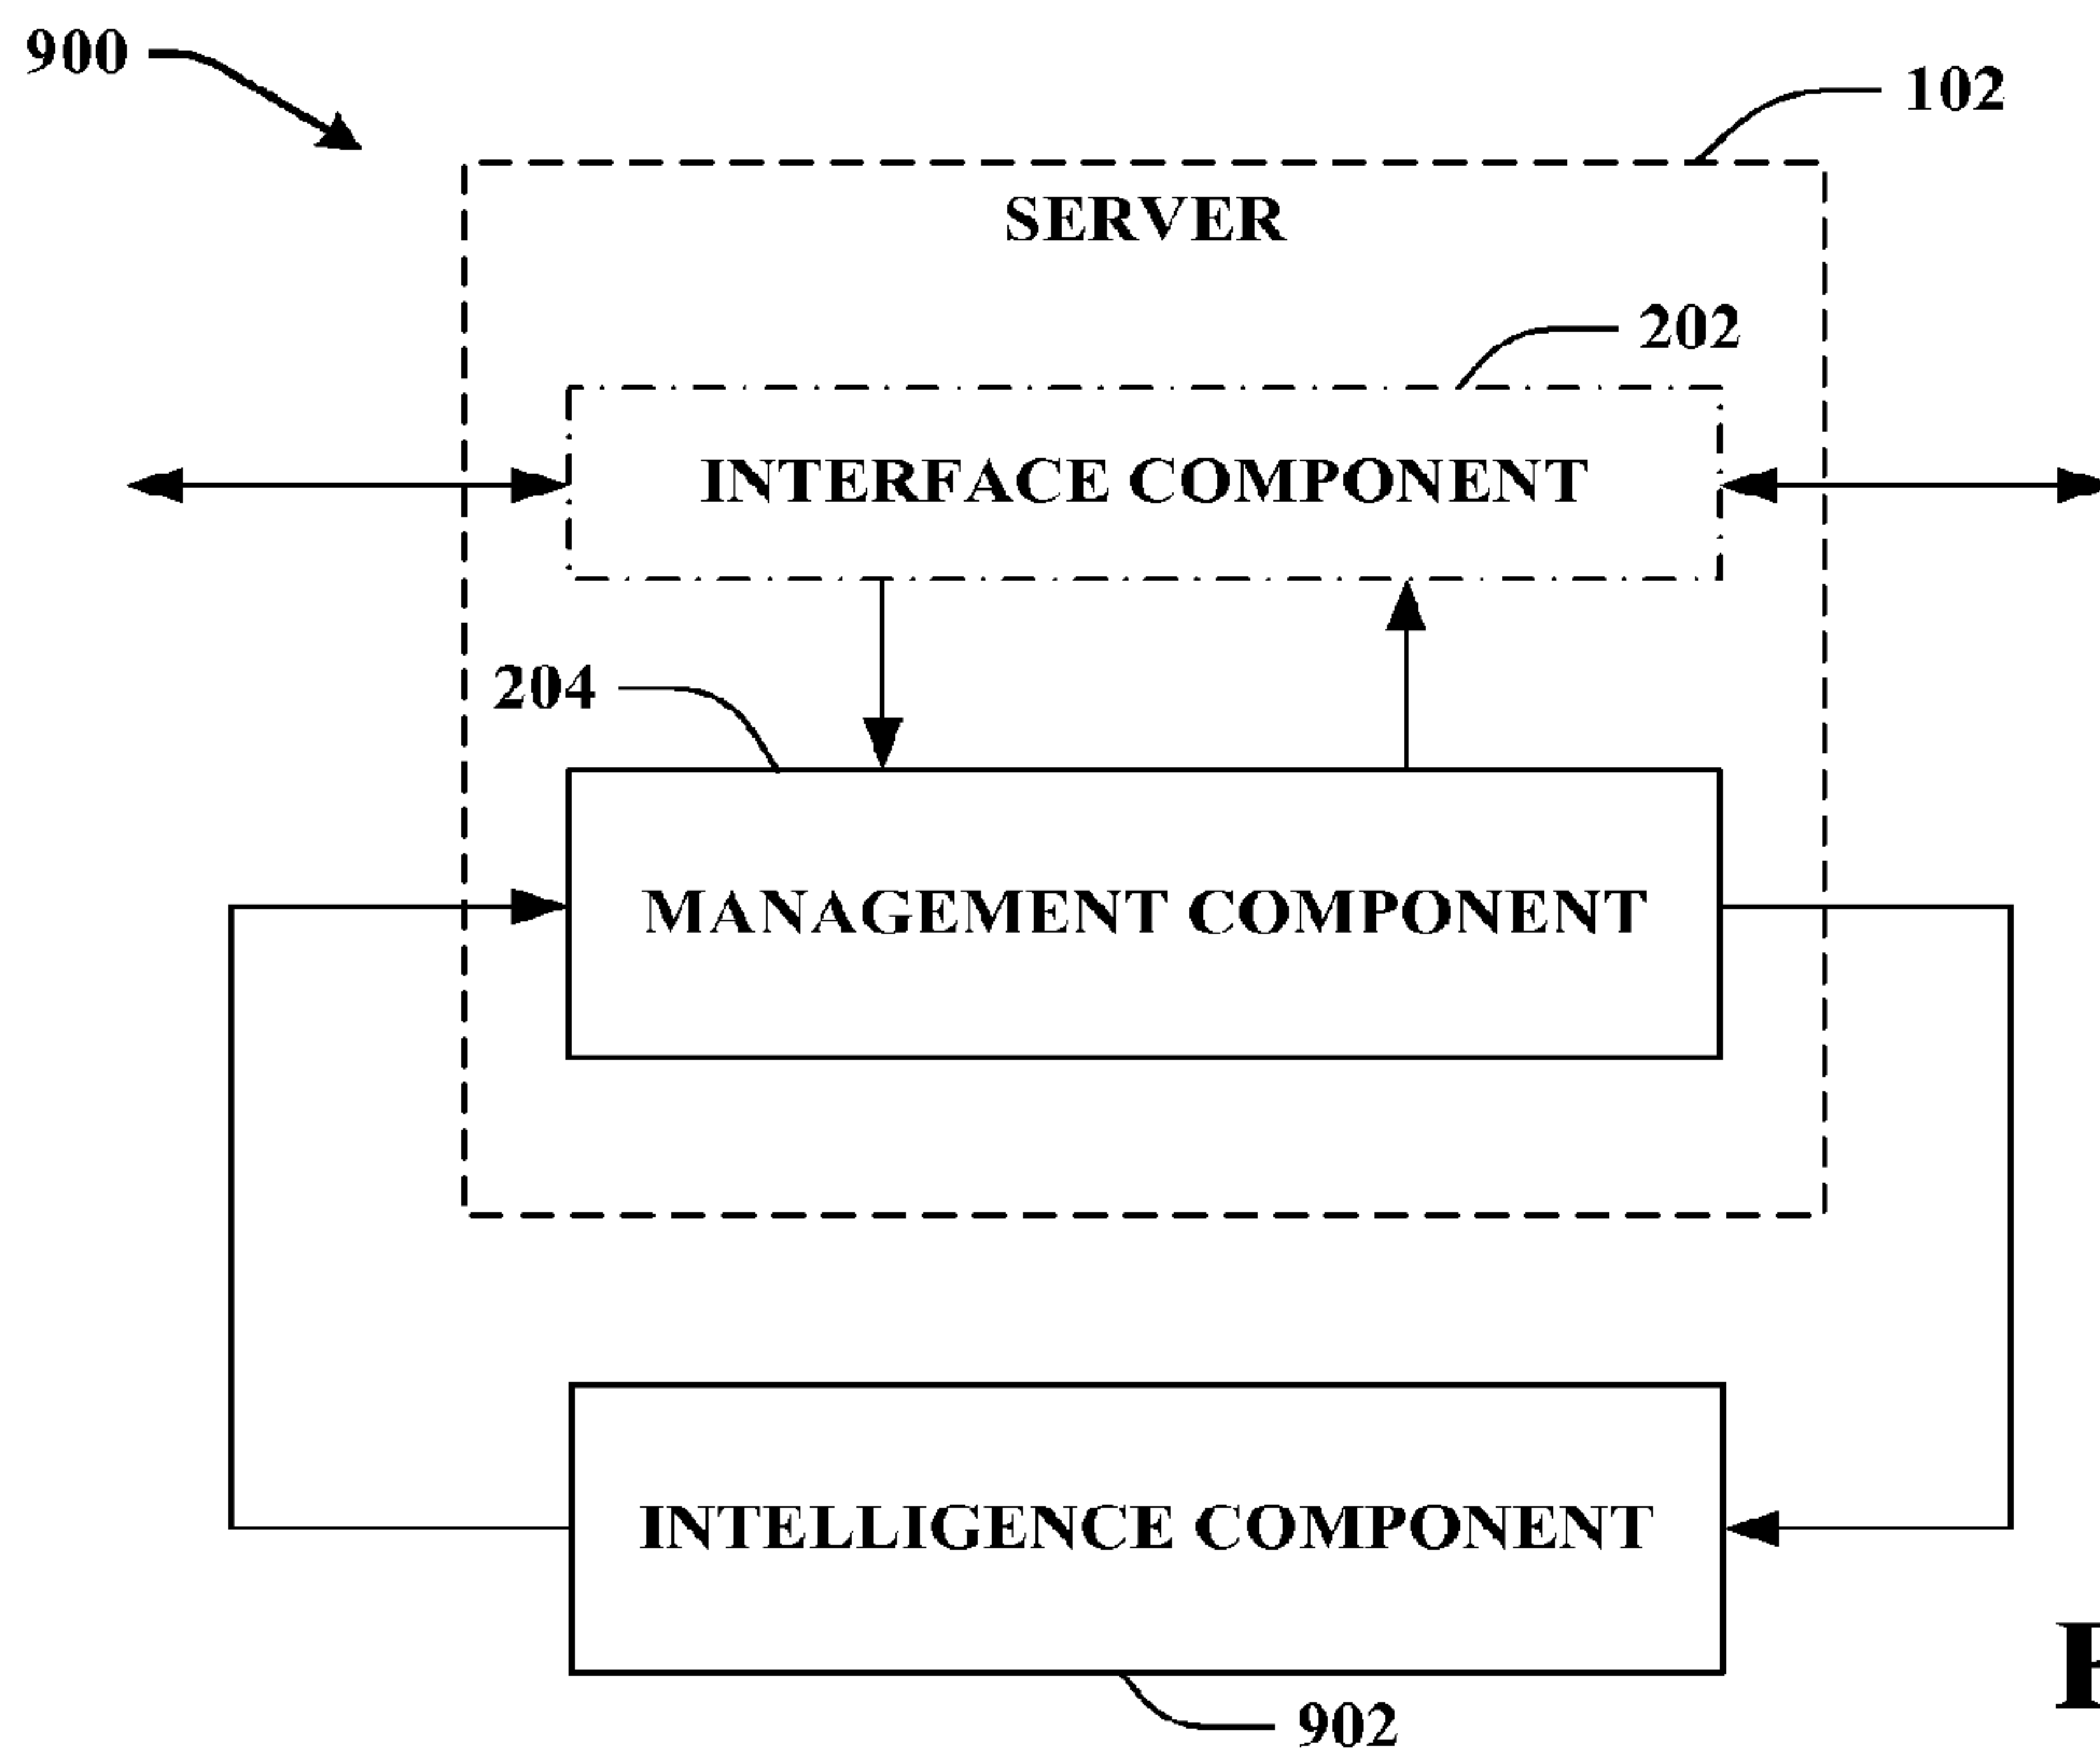 900
102
SERVER
202
INTERFACE COMPONENT
204
MANAGEMENT COMPONENT
INTELLIGENCE COMPONENT
902